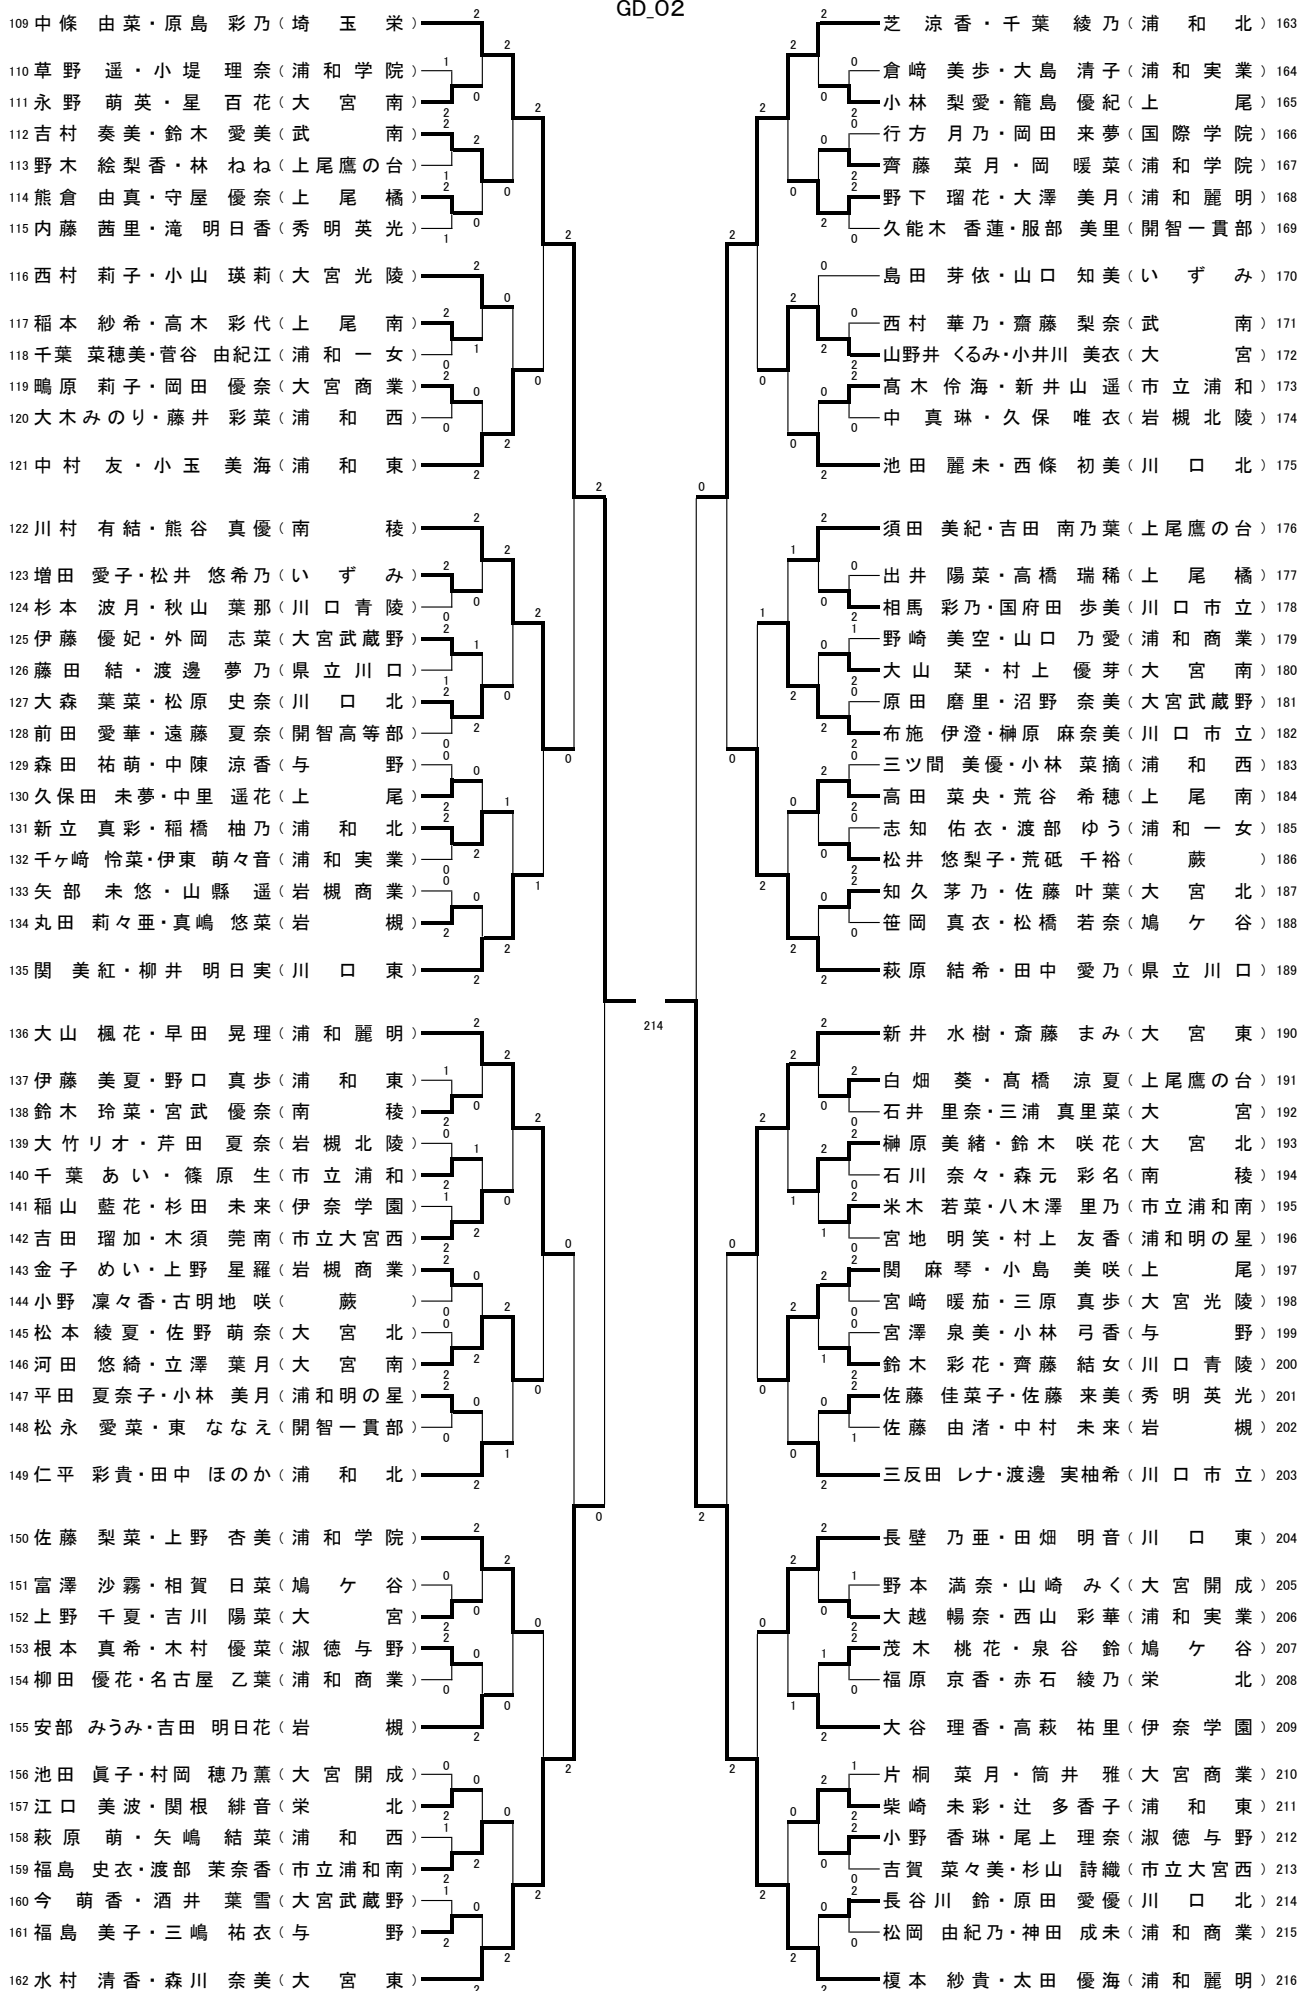 GD_02
109 中條 由菜・原島 彩乃(埼玉栄)
110 草野 遥・小堤 理奈(浦和学院)
111 永野 萌英・星 百花(大宮南)
112 吉村 奏美・鈴木 愛美(武南)
113 野木 絵梨香・林 ねね(上尾鷹の台)
114 熊倉 由真・守屋 優奈(上尾橘)
115 内藤 茜里・滝 明日香(秀明英光)
116 西村 莉子・小山 瑛莉(大宮光陵)
117 稲本 紗希・高木 彩代(上尾南)
118 千葉 菜穂美・菅谷 由紀江(浦和一女)
119 鴫原 莉子・岡田 優奈(大宮商業)
120 大木みのり・藤井 彩菜(浦和西)
121 中村 友・小玉 美海(浦和東)
122 川村 有結・熊谷 真優(南稜)
123 増田 愛子・松井 悠希乃(いずみ)
124 杉本 波月・秋山 葉那(川口青陵)
125 伊藤 優妃・外岡 志菜(大宮武蔵野)
126 藤田 結・渡邊 夢乃(県立川口)
127 大森 葉菜・松原 史奈(川口北)
128 前田 愛華・遠藤 夏奈(開智高等部)
129 森田 祐萌・中陳 涼香(与野)
130 久保田 未夢・中里 遥花(上尾)
131 新立 真彩・稲橋 柚乃(浦和北)
132 千ヶ﨑 怜菜・伊東 萌々音(浦和実業)
133 矢部 未悠・山縣 遥(岩槻商業)
134 丸田 莉々亜・真嶋 悠菜(岩槻)
135 関 美紅・柳井 明日実(川口東)
136 大山 楓花・早田 晃理(浦和麗明)
137 伊藤 美夏・野口 真歩(浦和東)
138 鈴木 玲菜・宮武 優奈(南稜)
139 大竹リオ・芹田 夏奈(岩槻北陵)
140 千葉 あい・篠原 生(市立浦和)
141 稲山 藍花・杉田 未来(伊奈学園)
142 吉田 瑠加・木須 莞南(市立大宮西)
143 金子 めい・上野 星羅(岩槻商業)
144 小野 凜々香・古明地 咲(蕨)
145 松本 綾夏・佐野 萌奈(大宮北)
146 河田 悠綺・立澤 葉月(大宮南)
147 平田 夏奈子・小林 美月(浦和明の星)
148 松永 愛菜・東 ななえ(開智一貫部)
149 仁平 彩貴・田中 ほのか(浦和北)
150 佐藤 梨菜・上野 杏美(浦和学院)
151 富澤 沙霧・相賀 日菜(鳩ケ谷)
152 上野 千夏・吉川 陽菜(大宮)
153 根本 真希・木村 優菜(淑徳与野)
154 柳田 優花・名古屋 乙葉(浦和商業)
155 安部 みうみ・吉田 明日花(岩槻)
156 池田 眞子・村岡 穂乃薫(大宮開成)
157 江口 美波・関根 緋音(栄北)
158 萩原 萌・矢嶋 結菜(浦和西)
159 福島 史衣・渡部 茉奈香(市立浦和南)
160 今 萌香・酒井 葉雪(大宮武蔵野)
161 福島 美子・三嶋 祐衣(与野)
162 水村 清香・森川 奈美(大宮東)
214
芝 涼香・千葉 綾乃(浦和北) 163
倉﨑 美歩・大島 清子(浦和実業) 164
小林 梨愛・籠島 優紀(上尾) 165
行方 月乃・岡田 来夢(国際学院) 166
齊藤 菜月・岡 暖菜(浦和学院) 167
野下 瑠花・大澤 美月(浦和麗明) 168
久能木 香蓮・服部 美里(開智一貫部) 169
島田 芽依・山口 知美(いずみ) 170
西村 華乃・齋藤 梨奈(武南) 171
山野井 くるみ・小井川 美衣(大宮) 172
髙木 伶海・新井山 遥(市立浦和) 173
中 真琳・久保 唯衣(岩槻北陵) 174
池田 麗未・西條 初美(川口北) 175
須田 美紀・吉田 南乃葉(上尾鷹の台) 176
出井 陽菜・高橋 瑞稀(上尾橘) 177
相馬 彩乃・国府田 歩美(川口市立) 178
野崎 美空・山口 乃愛(浦和商業) 179
大山 栞・村上 優芽(大宮南) 180
原田 磨里・沼野 奈美(大宮武蔵野) 181
布施 伊澄・榊原 麻奈美(川口市立) 182
三ツ間 美優・小林 菜摘(浦和西) 183
高田 菜央・荒谷 希穂(上尾南) 184
志知 佑衣・渡部 ゆう(浦和一女) 185
松井 悠梨子・荒砥 千裕(蕨) 186
知久 茅乃・佐藤 叶葉(大宮北) 187
笹岡 真衣・松橋 若奈(鳩ケ谷) 188
萩原 結希・田中 愛乃(県立川口) 189
新井 水樹・斎藤 まみ(大宮東) 190
白畑 葵・髙橋 涼夏(上尾鷹の台) 191
石井 里奈・三浦 真里菜(大宮) 192
榊原 美緒・鈴木 咲花(大宮北) 193
石川 奈々・森元 彩名(南稜) 194
米木 若菜・八木澤 里乃(市立浦和南) 195
宮地 明笑・村上 友香(浦和明の星) 196
関 麻琴・小島 美咲(上尾) 197
宮﨑 暖茄・三原 真歩(大宮光陵) 198
宮澤 泉美・小林 弓香(与野) 199
鈴木 彩花・齊藤 結女(川口青陵) 200
佐藤 佳菜子・佐藤 来美(秀明英光) 201
佐藤 由渚・中村 未来(岩槻) 202
三反田 レナ・渡邊 実柚希(川口市立) 203
長壁 乃亜・田畑 明音(川口東) 204
野本 満奈・山崎 みく(大宮開成) 205
大越 暢奈・西山 彩華(浦和実業) 206
茂木 桃花・泉谷 鈴(鳩ケ谷) 207
福原 京香・赤石 綾乃(栄北) 208
大谷 理香・高萩 祐里(伊奈学園) 209
片桐 菜月・筒井 雅(大宮商業) 210
柴崎 未彩・辻 多香子(浦和東) 211
小野 香琳・尾上 理奈(淑徳与野) 212
吉賀 菜々美・杉山 詩織(市立大宮西) 213
長谷川 鈴・原田 愛優(川口北) 214
松岡 由紀乃・神田 成未(浦和商業) 215
榎本 紗貴・太田 優海(浦和麗明) 216